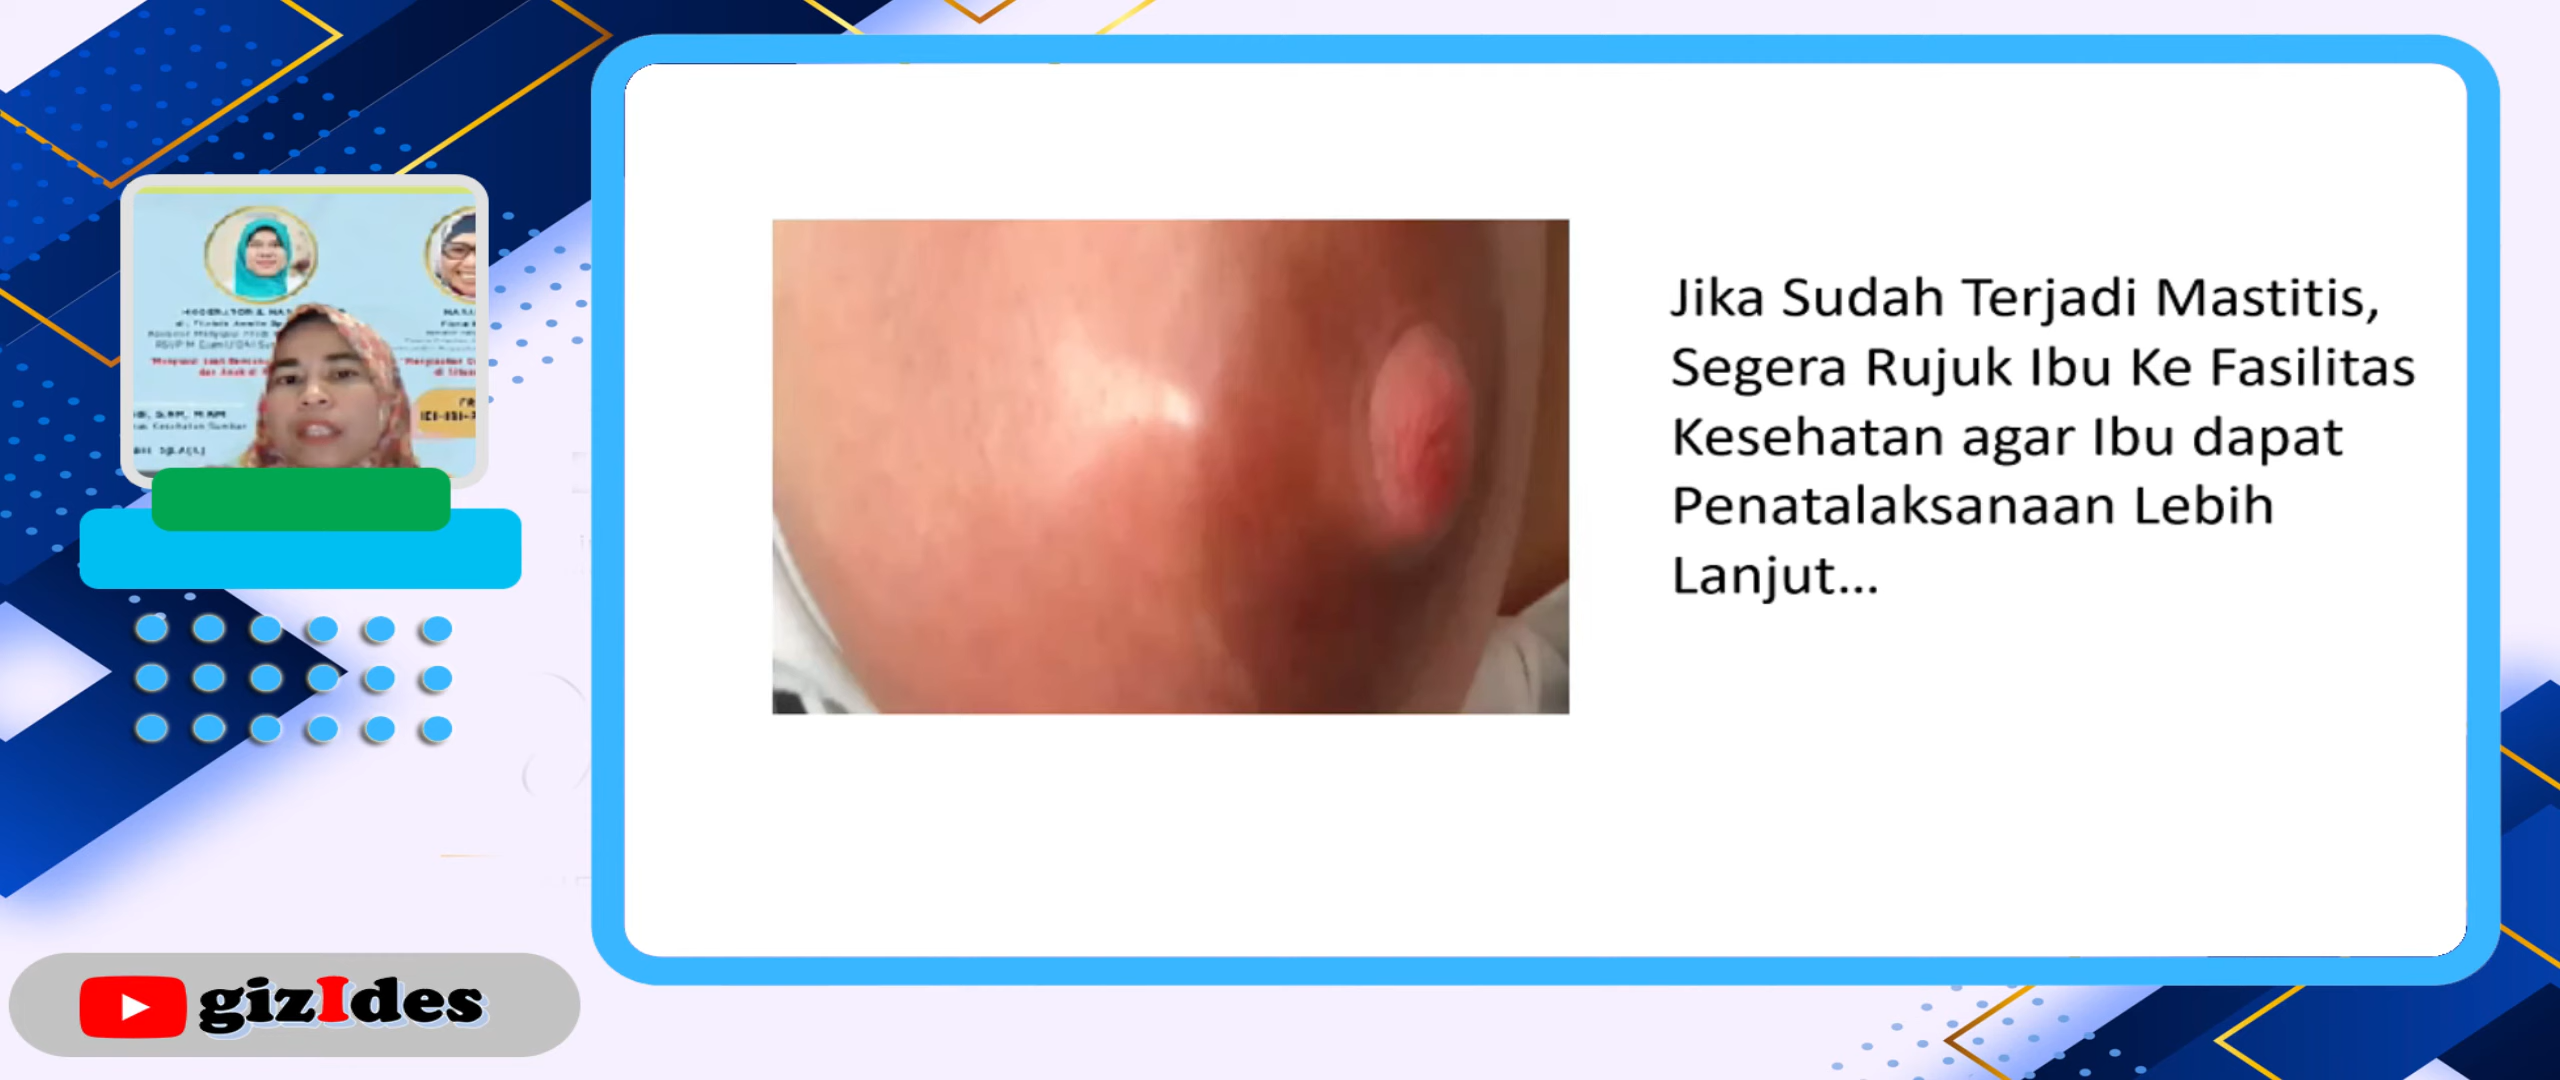 Jika Sudah Terjadi Mastitis,
Segera Rujuk Ibu Ke Fasilitas
Kesehatan agar Ibu dapat
Penatalaksanaan Lebih
Lanjut...
gizIdes